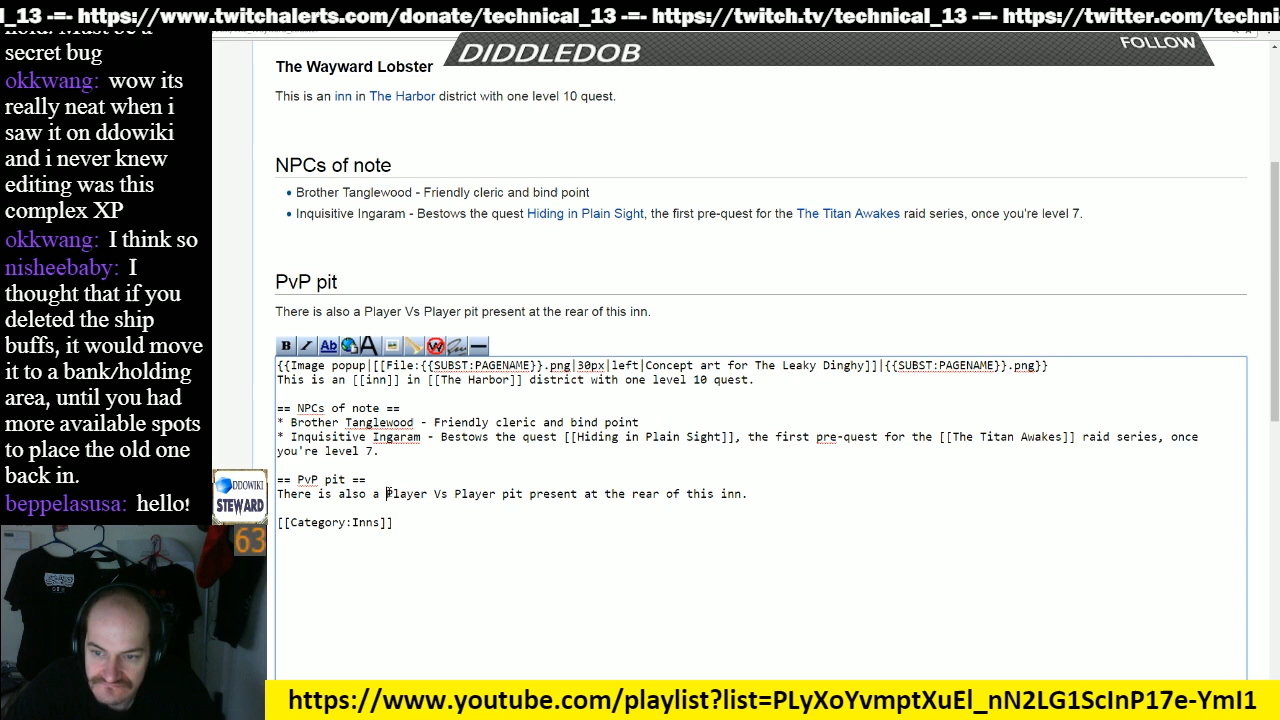 l_13 -=- https://www.twitchalerts.com/donate/technical_13 -=- https://twitch.tv/technical_13 -=- https://twitter.com/techni
hold. Must be a
secret bug
okkwang: wow its
really neat when i
saw it on ddowiki
and i never knew
editing was this
complex XP
okkwang: I think so
nisheebaby: I
thought that if you
deleted the ship
buffs, it would move
it to a bank/holding
area, until you had
more available spots
to place the old one
back in.
beppelasusa: hello!
DIDDLEDOB
FOLLOW
The Wayward Lobster
This is an inn in The Harbor district with one level 10 quest.
NPCs of note
• Brother Tanglewood - Friendly cleric and bind point
• Inquisitive Ingaram - Bestows the quest Hiding in Plain Sight, the first pre-quest for the The Titan Awakes raid series, once you're level 7.
PvP pit
There is also a Player Vs Player pit present at the rear of this inn.
B I Ab A W
{{Image popup|[[File:{{SUBST:PAGENAME}}.png|30px|left|Concept art for The Leaky Dinghy]]|{{SUBST:PAGENAME}}.png}}
This is an [[inn]] in [[The Harbor]] district with one level 10 quest.
== NPCs of note ==
* Brother Tanglewood - Friendly cleric and bind point
* Inquisitive Ingaram - Bestows the quest [[Hiding in Plain Sight]], the first pre-quest for the [[The Titan Awakes]] raid series, once
you're level 7.
== PvP pit ==
There is also a Player Vs Player pit present at the rear of this inn.
[[Category:Inns]]
DDOWIKI
STEWARD
63
https://www.youtube.com/playlist?list=PLyXoYvmptXuEl_nN2LG1ScInP17e-YmI1